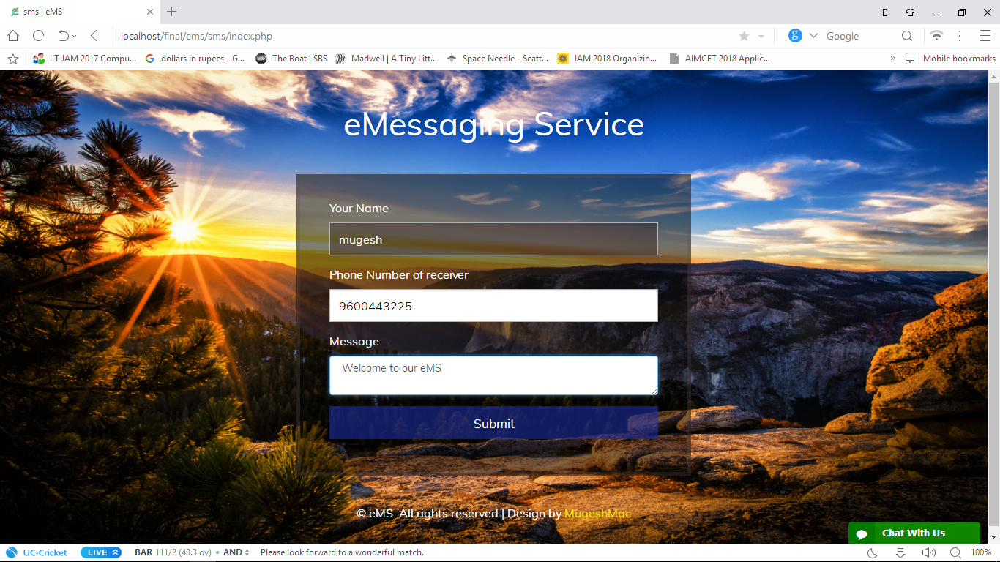 sms | eMS
localhost/final/ems/sms/index.php
Google
IIT JAM 2017 Compu...
dollars in rupees - G...
The Boat | SBS
Madwell | A Tiny Litt...
Space Needle - Seatt...
JAM 2018 Organizin...
AIMCET 2018 Applic...
»
Mobile bookmarks
eMessaging Service
Your Name
mugesh
Phone Number of receiver
9600443225
Message
Welcome to our eMS
Submit
© eMS. All rights reserved | Design by MugeshMac
Chat With Us
UC-Cricket
LIVE
BAR 111/2 (43.3 ov) • AND
Please look forward to a wonderful match.
100%